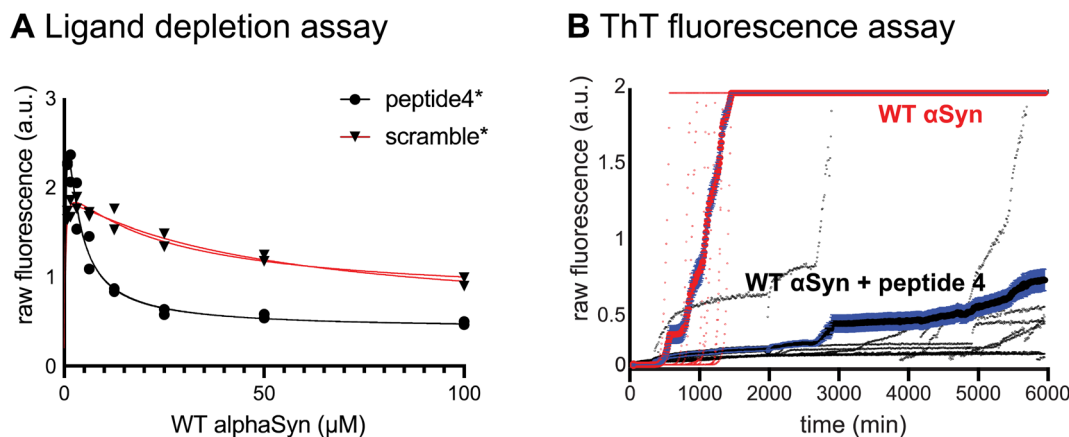 A Ligand depletion assay
raw fluorescence (a.u.)
3
2
1
0
0
50
100
WT alphaSyn (µM)
peptide4*
scramble*
B ThT fluorescence assay
raw fluorescence (a.u.)
2
1.5
1
0.5
0
0
1000
2000
3000
4000
5000
6000
time (min)
WT αSyn
WT αSyn + peptide 4